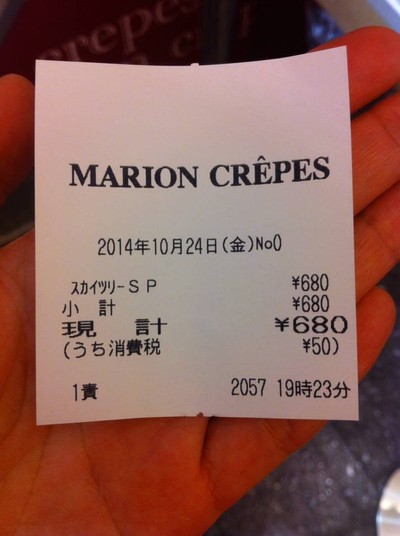 crepes
MARION CRÊPES
2014年10月24日(金)No0
ｽｶｲﾂﾘｰSP ¥680
小 計 ¥680
現 計 ¥680
(うち消費税 ¥50)
1責 2057 19時23分